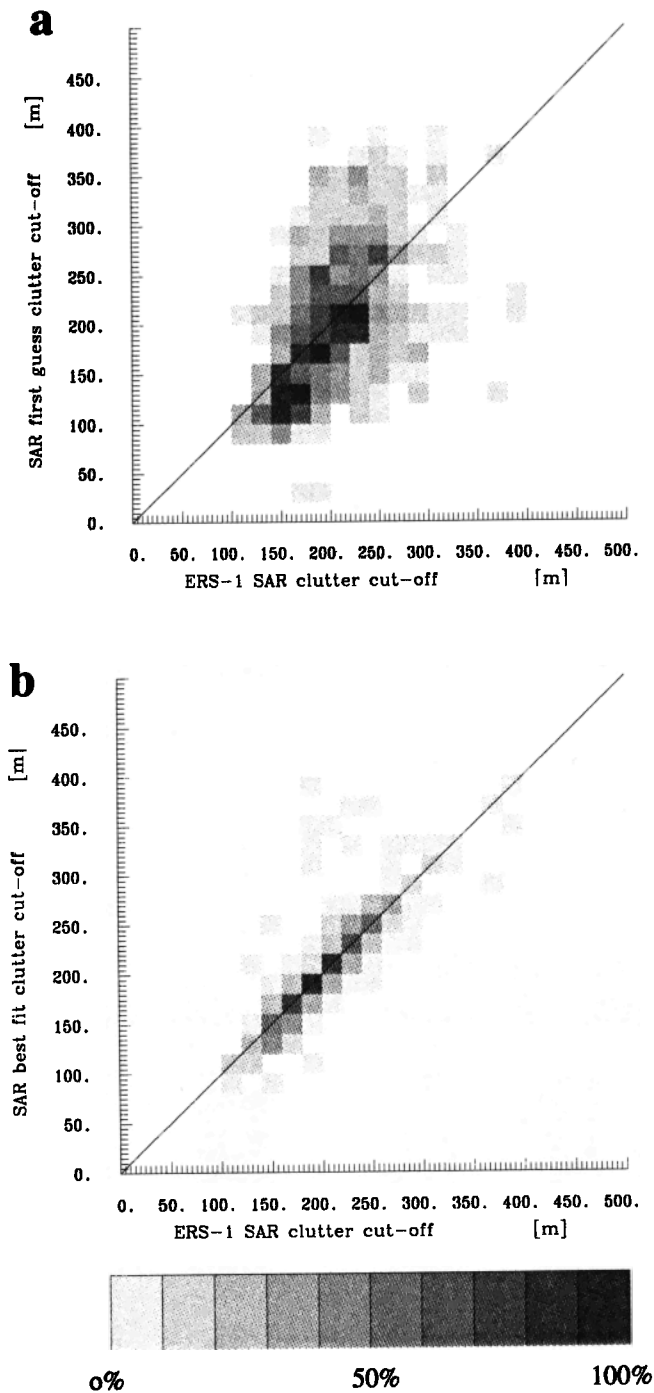 a
450.
400.
350.
300.
250.
200.
150.
100.
50.
0.
SAR first guess clutter cut-off [m]
0. 50. 100. 150. 200. 250. 300. 350. 400. 450. 500.
ERS-1 SAR clutter cut-off [m]
b
450.
400.
350.
300.
250.
200.
150.
100.
50.
0.
SAR best fit clutter cut-off [m]
0. 50. 100. 150. 200. 250. 300. 350. 400. 450. 500.
ERS-1 SAR clutter cut-off [m]
0% 50% 100%